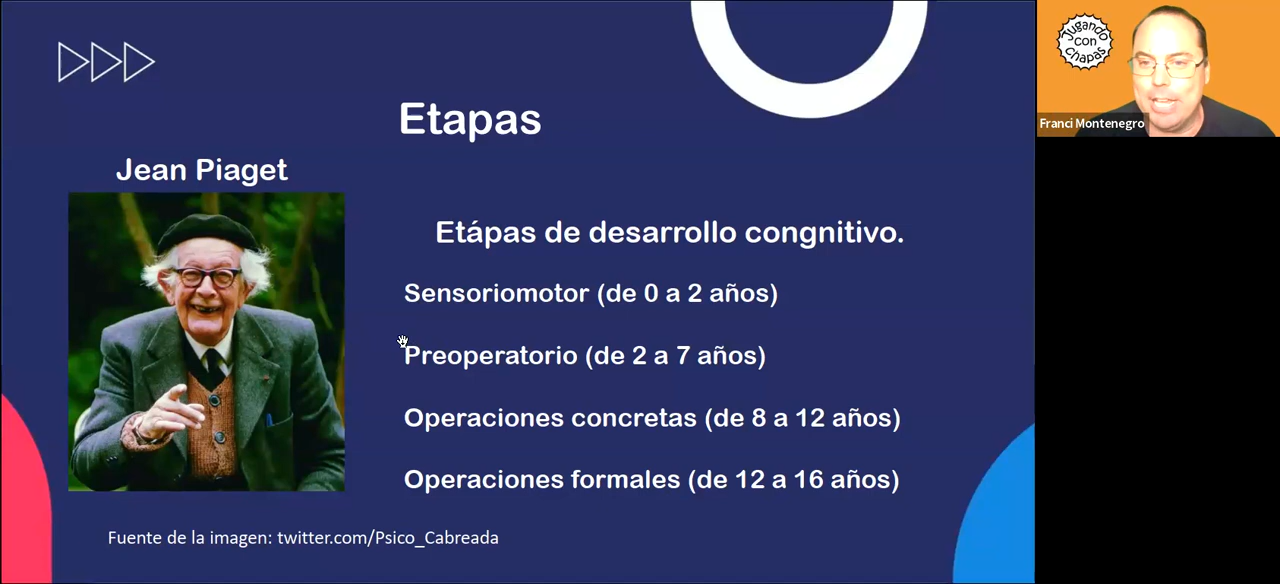 Etapas
Jean Piaget
Etápas de desarrollo congnitivo.
Sensoriomotor (de 0 a 2 años)
Preoperatorio (de 2 a 7 años)
Operaciones concretas (de 8 a 12 años)
Operaciones formales (de 12 a 16 años)
Fuente de la imagen: twitter.com/Psico_Cabreada
Jugando
con
Chapas
Franci Montenegro